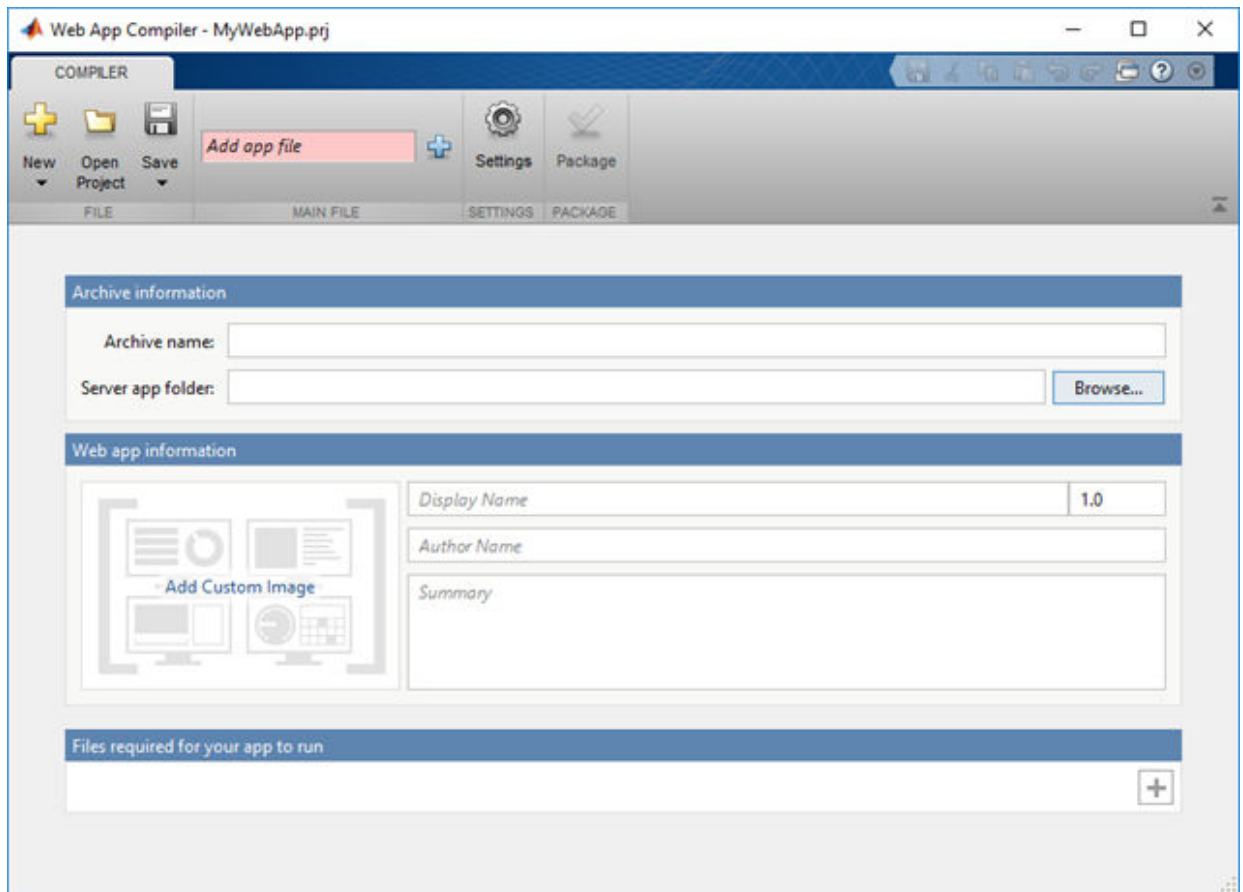 Web App Compiler - MyWebApp.prj
COMPILER
New
Open
Project
Save
Add app file
Settings
Package
FILE
MAIN FILE
SETTINGS
PACKAGE
Archive information
Archive name:
Server app folder:
Browse...
Web app information
Add Custom Image
Display Name
1.0
Author Name
Summary
Files required for your app to run